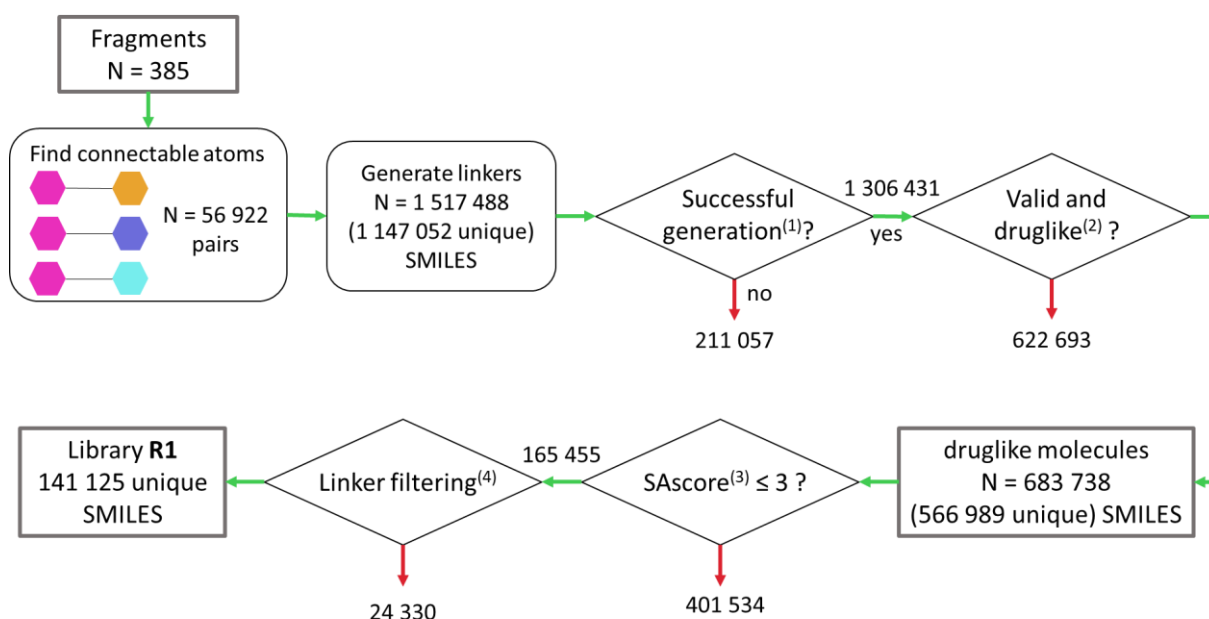 Fragments
N = 385
Find connectable atoms
N = 56 922
pairs
Generate linkers
N = 1 517 488
(1 147 052 unique)
SMILES
Successful
generation(1)?
no
211 057
1 306 431
yes
Valid and
druglike(2) ?
622 693
druglike molecules
N = 683 738
(566 989 unique) SMILES
SAscore(3) ≤ 3 ?
401 534
165 455
Linker filtering(4)
24 330
Library R1
141 125 unique
SMILES